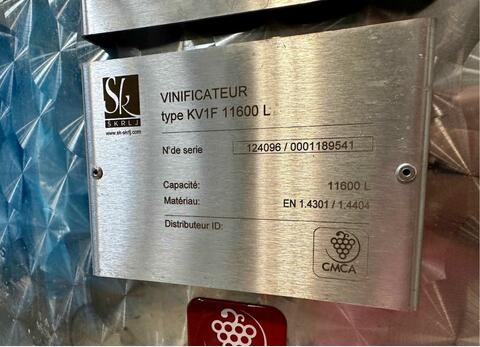 Sk
SKRLJ
www.sk-skrlj.com
VINIFICATEUR
type KV1F 11600 L
N'de serie 124096 / 0001189541
Capacité: 11600 L
Matériau: EN 1.4301 / 1.4404
Distributeur ID:
CMCA